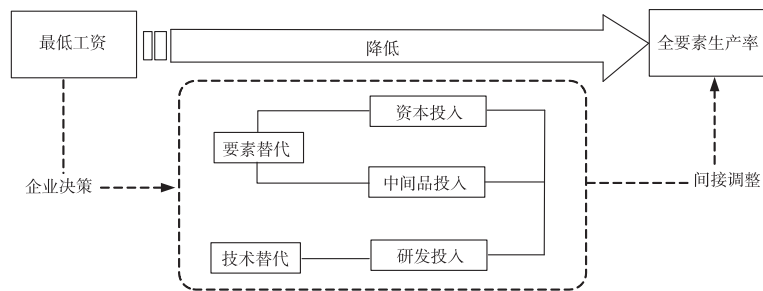 最低工资
降低
全要素生产率
资本投入
要素替代
中间品投入
企业决策
间接调整
技术替代
研发投入